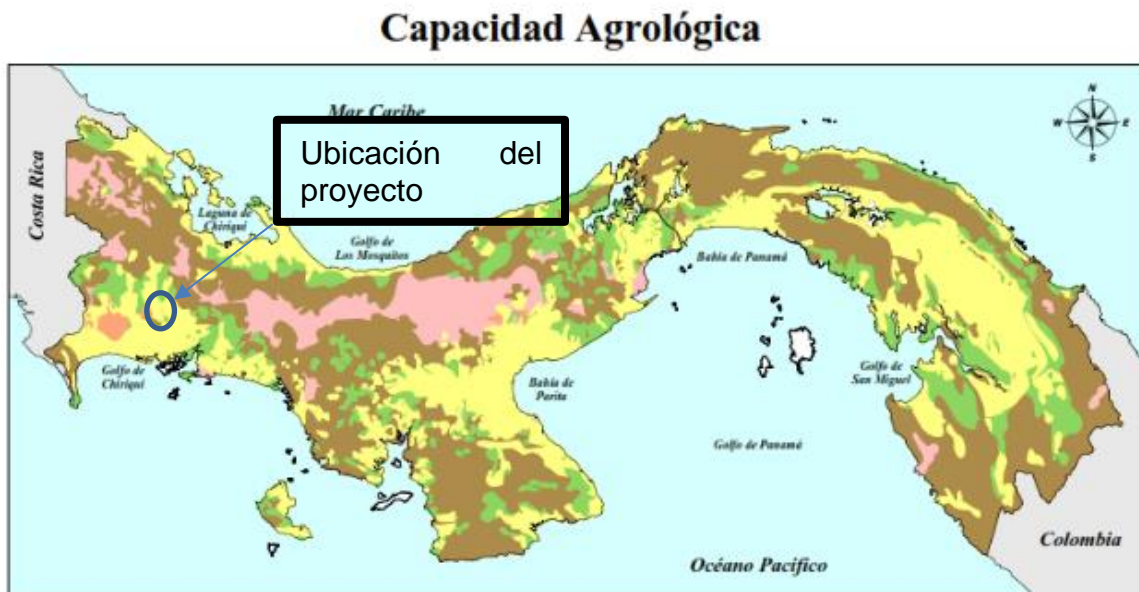 Capacidad Agrológica
Mar Caribe
N
W E
S
Ubicación del
proyecto
Costa Rica
Laguna de
Chiriquí
Golfo de
Los Mosquitos
Bahía de Panamá
Golfo de
Chiriquí
Bahía de
Parita
Golfo de
San Miguel
Golfo de Panamá
Colombia
Océano Pacífico